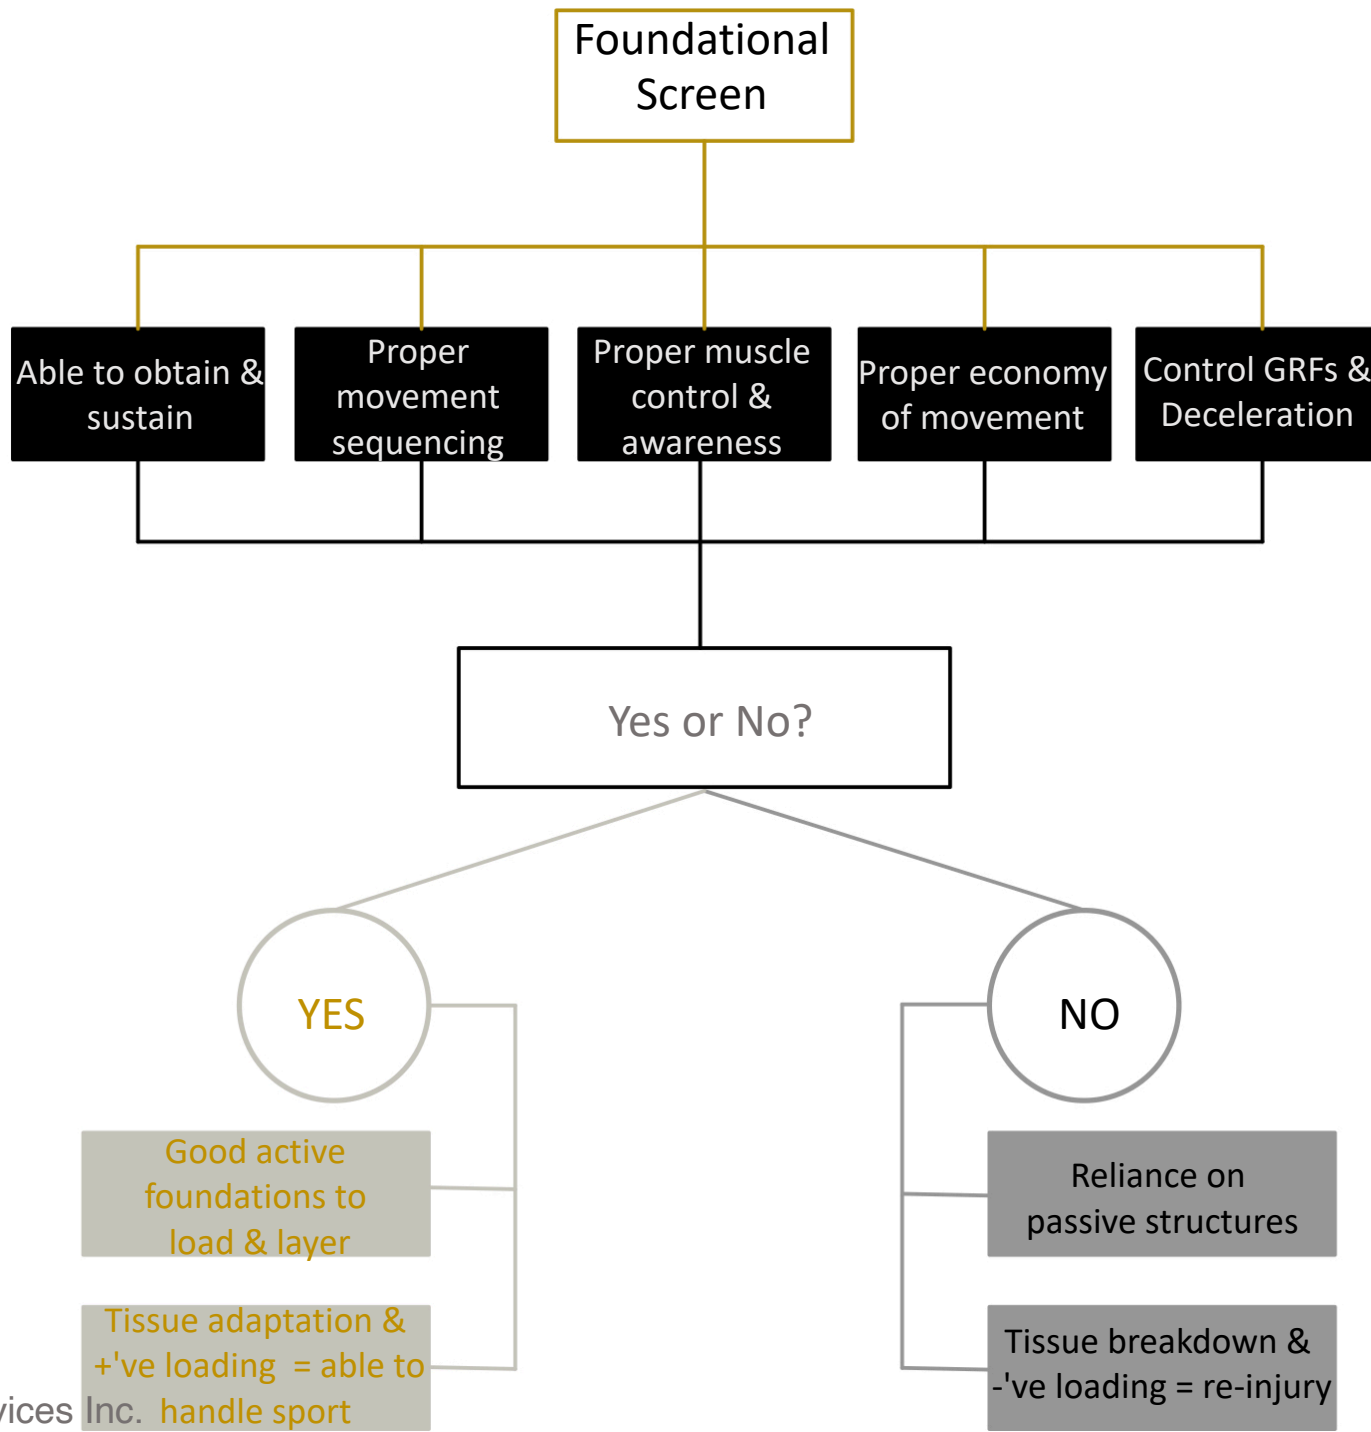 Foundational
Screen
Able to obtain &
sustain
Proper
movement
sequencing
Proper muscle
control &
awareness
Proper economy
of movement
Control GRFs &
Deceleration
Yes or No?
YES
Good active
foundations to
load & layer
Tissue adaptation &
+'ve loading = able to
handle sport
NO
Reliance on
passive structures
Tissue breakdown &
-'ve loading = re-injury
Inc.